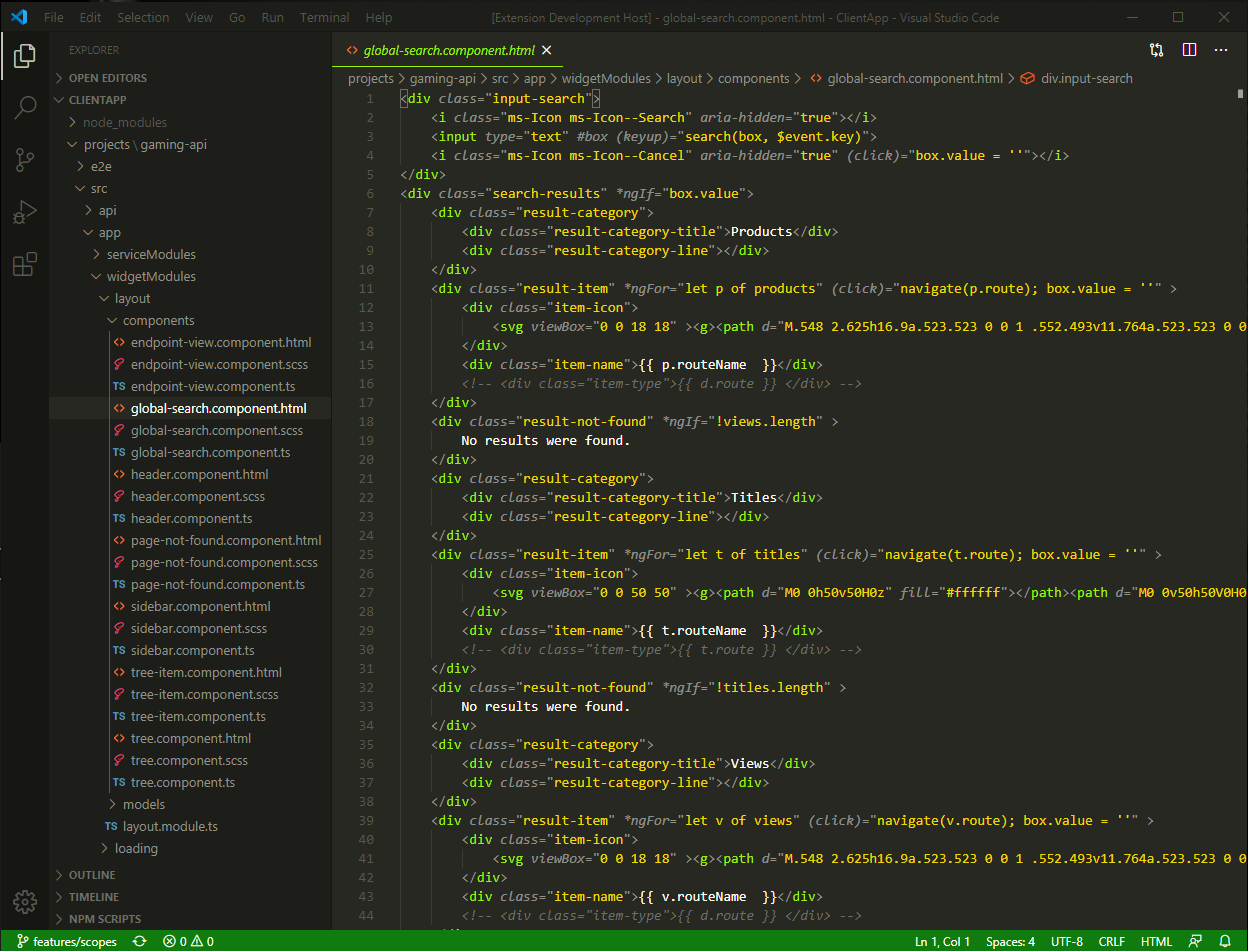 File Edit Selection View Go Run Terminal Help [Extension Development Host] - global-search.component.html - ClientApp - Visual Studio Code
EXPLORER
OPEN EDITORS
CLIENTAPP
node_modules
projects \ gaming-api
e2e
src
api
app
serviceModules
widgetModules
layout
components
endpoint-view.component.html
endpoint-view.component.scss
TS endpoint-view.component.ts
global-search.component.html
global-search.component.scss
TS global-search.component.ts
header.component.html
header.component.scss
TS header.component.ts
page-not-found.component.html
page-not-found.component.scss
TS page-not-found.component.ts
sidebar.component.html
sidebar.component.scss
TS sidebar.component.ts
tree-item.component.html
tree-item.component.scss
TS tree-item.component.ts
tree.component.html
tree.component.scss
TS tree.component.ts
models
TS layout.module.ts
loading
OUTLINE
TIMELINE
NPM SCRIPTS
<> global-search.component.html ×
projects > gaming-api > src > app > widgetModules > layout > components > <> global-search.component.html > div.input-search
1 <div class="input-search">
2 <i class="ms-Icon ms-Icon--Search" aria-hidden="true"></i>
3 <input type="text" #box (keyup)="search(box, $event.key)">
4 <i class="ms-Icon ms-Icon--Cancel" aria-hidden="true" (click)="box.value = ''"></i>
5 </div>
6 <div class="search-results" *ngIf="box.value">
7 <div class="result-category">
8 <div class="result-category-title">Products</div>
9 <div class="result-category-line"></div>
10 </div>
11 <div class="result-item" *ngFor="let p of products" (click)="navigate(p.route); box.value = ''" >
12 <div class="item-icon">
13 <svg viewBox="0 0 18 18" ><g><path d="M.548 2.625h16.9a.523.523 0 0 1 .552.493v11.764a.523.523 0 0
14 </div>
15 <div class="item-name">{{ p.routeName  }}</div>
16 <!-- <div class="item-type">{{ d.route }} </div> -->
17 </div>
18 <div class="result-not-found" *ngIf="!views.length" >
19 No results were found.
20 </div>
21 <div class="result-category">
22 <div class="result-category-title">Titles</div>
23 <div class="result-category-line"></div>
24 </div>
25 <div class="result-item" *ngFor="let t of titles" (click)="navigate(t.route); box.value = ''" >
26 <div class="item-icon">
27 <svg viewBox="0 0 50 50" ><g><path d="M0 0h50v50H0z" fill="#ffffff"></path><path d="M0 0v50h50V0H0
28 </div>
29 <div class="item-name">{{ t.routeName  }}</div>
30 <!-- <div class="item-type">{{ t.route }} </div> -->
31 </div>
32 <div class="result-not-found" *ngIf="!titles.length" >
33 No results were found.
34 </div>
35 <div class="result-category">
36 <div class="result-category-title">Views</div>
37 <div class="result-category-line"></div>
38 </div>
39 <div class="result-item" *ngFor="let v of views" (click)="navigate(v.route); box.value = ''" >
40 <div class="item-icon">
41 <svg viewBox="0 0 18 18" ><g><path d="M.548 2.625h16.9a.523.523 0 0 1 .552.493v11.764a.523.523 0 0
42 </div>
43 <div class="item-name">{{ v.routeName  }}</div>
44 <!-- <div class="item-type">{{ d.route }} </div> -->
features/scopes 0 0 Ln 1, Col 1 Spaces: 4 UTF-8 CRLF HTML